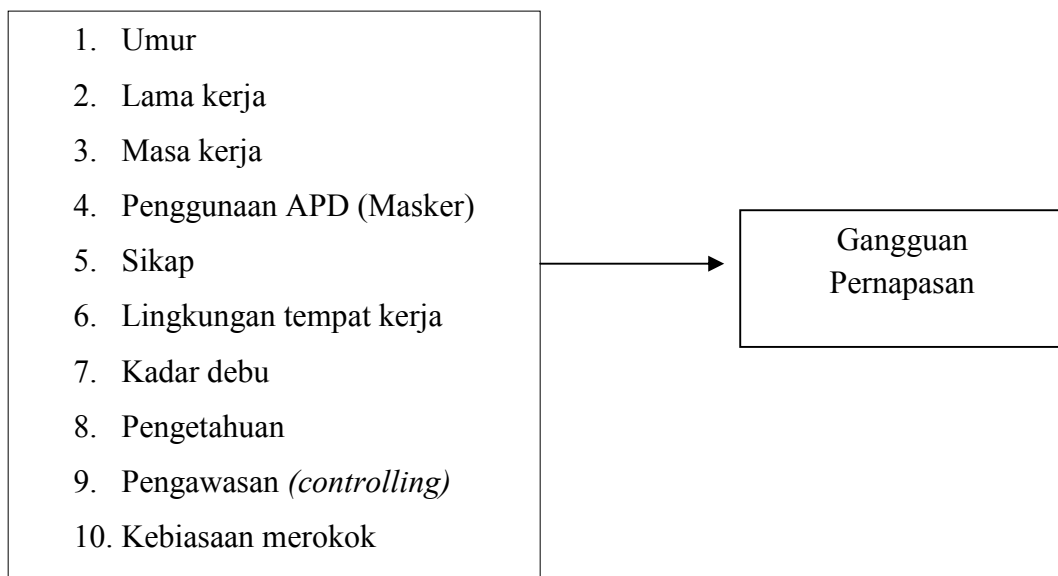 1. Umur
2. Lama kerja
3. Masa kerja
4. Penggunaan APD (Masker)
5. Sikap
6. Lingkungan tempat kerja
7. Kadar debu
8. Pengetahuan
9. Pengawasan (controlling)
10. Kebiasaan merokok
Gangguan
Pernapasan